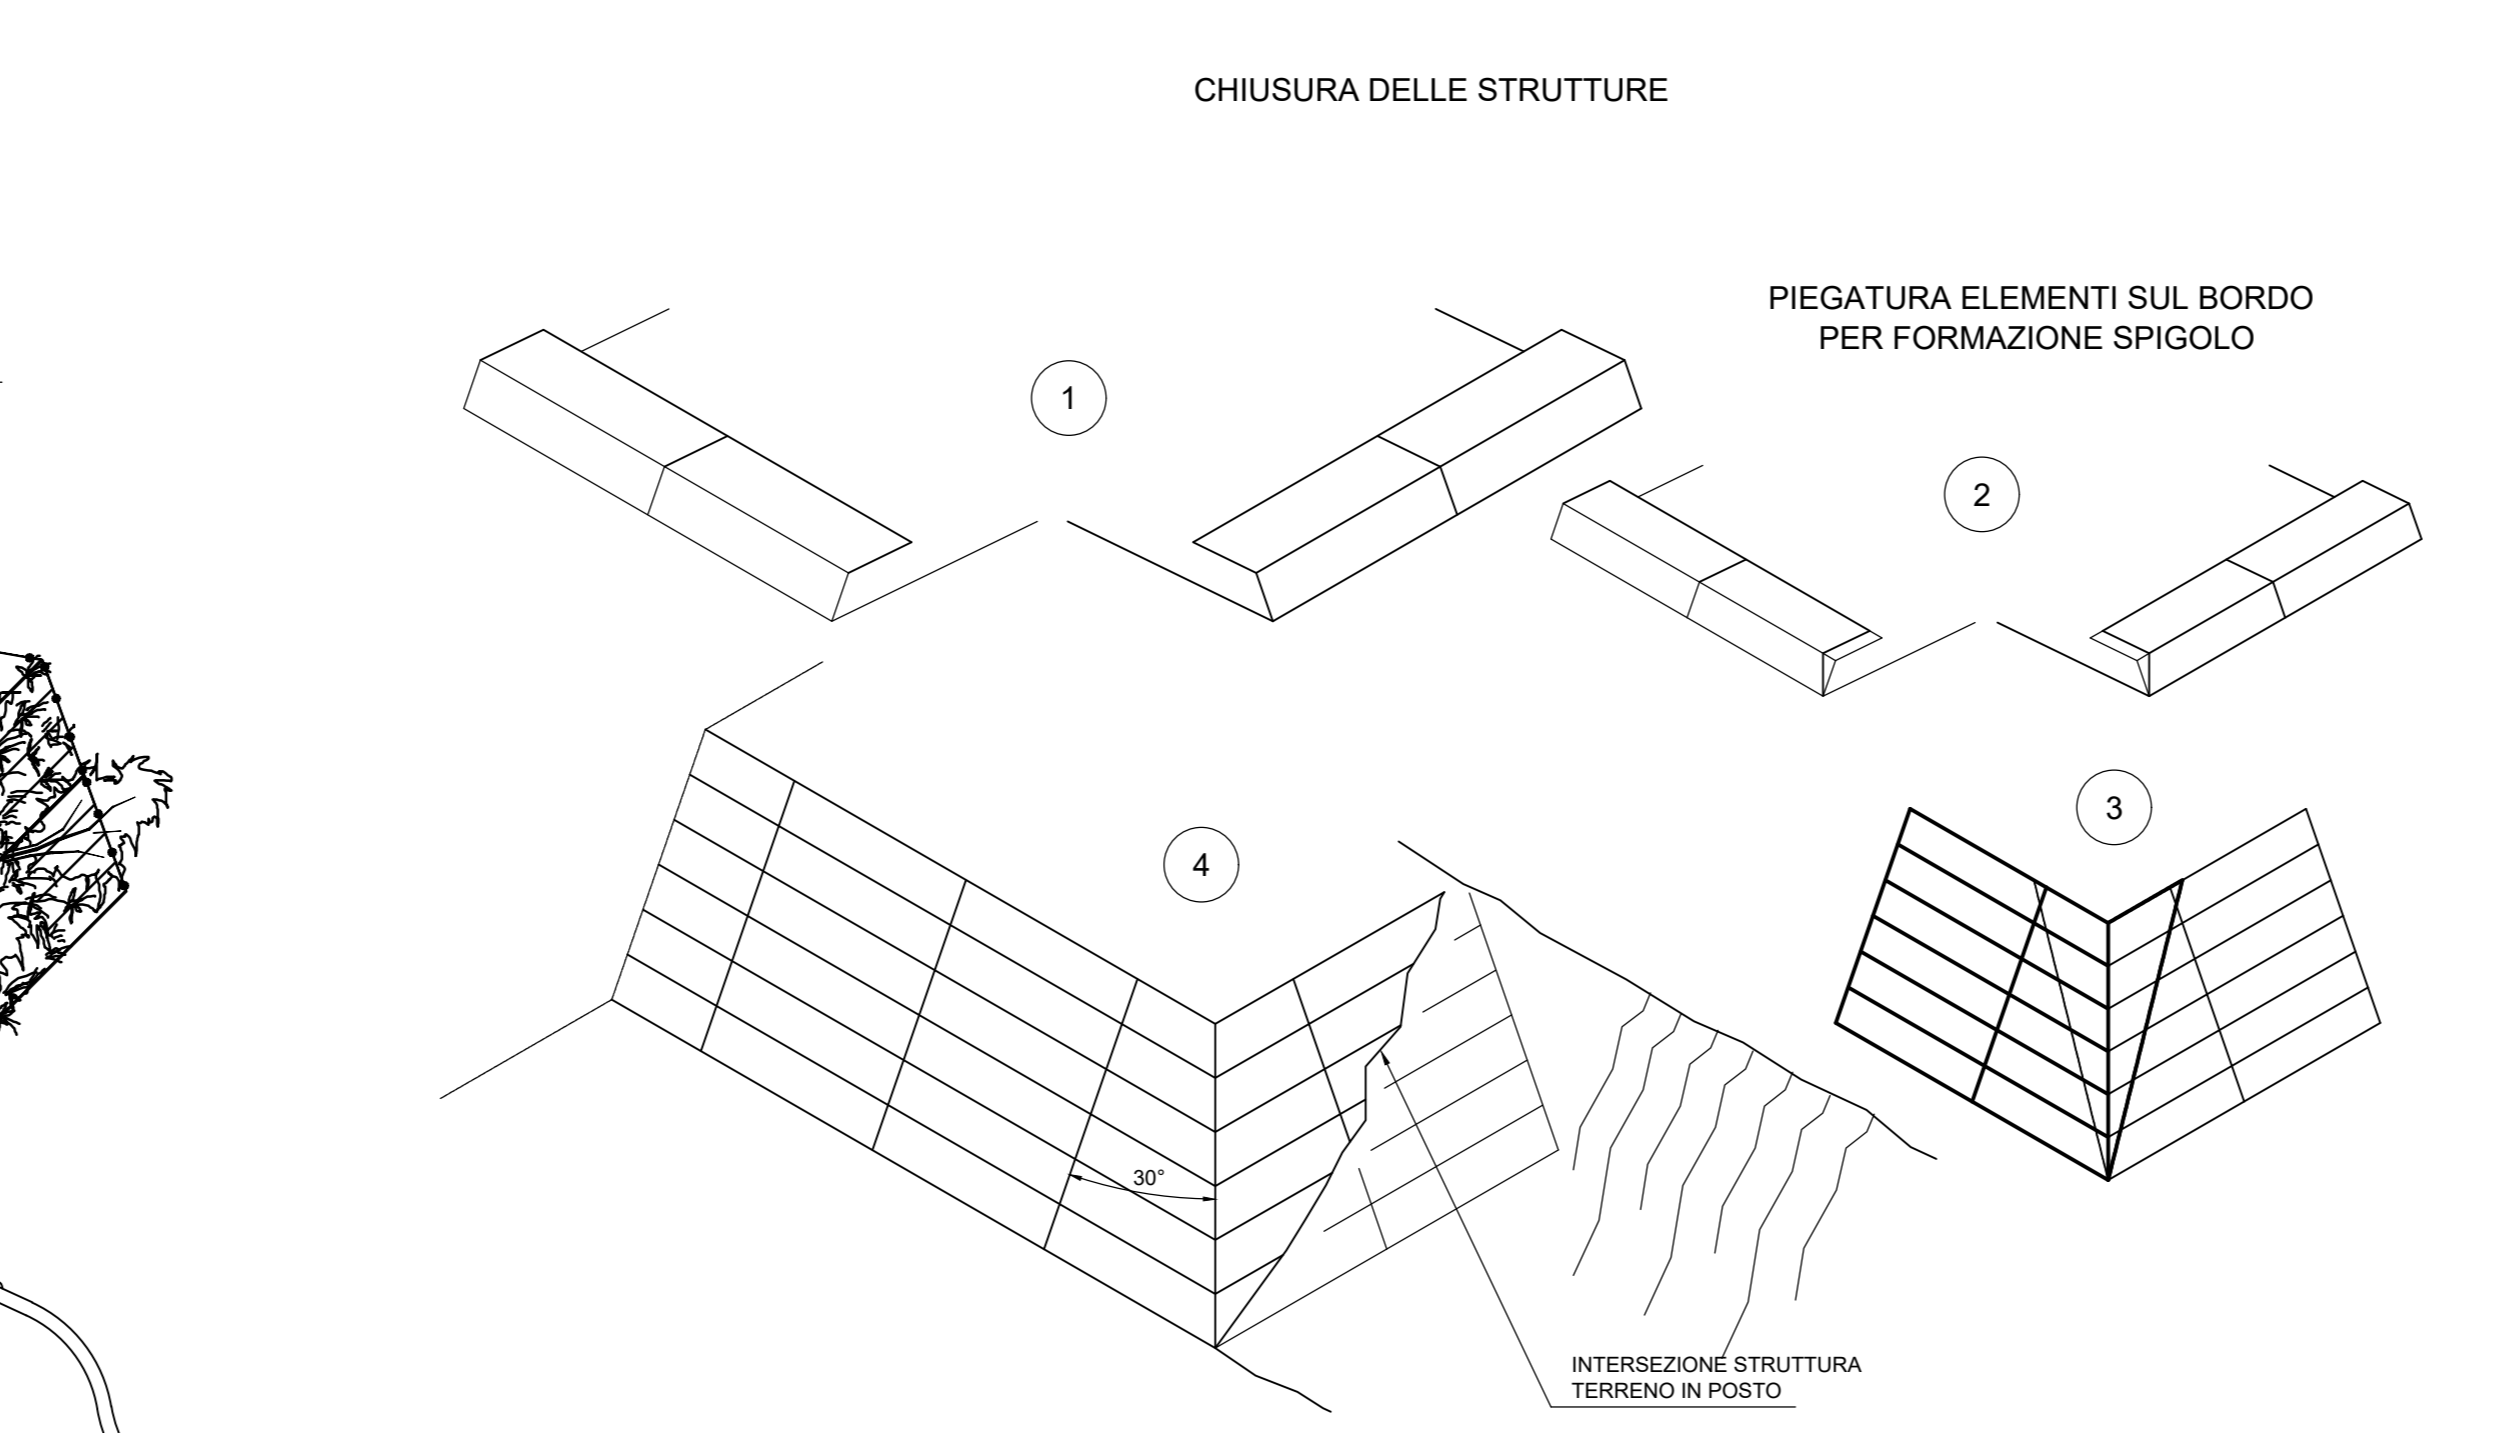 CHIUSURA DELLE STRUTTURE
PIEGATURA ELEMENTI SUL BORDO
PER FORMAZIONE SPIGOLO
1
2
3
4
30°
INTERSEZIONE STRUTTURA
TERRENO IN POSTO